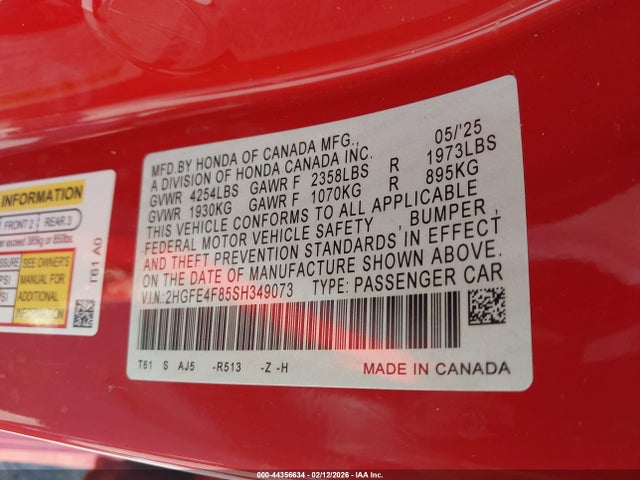 INFORMATION
FRONT 2 REAR 3
exceed 385kg or 850lbs.
SEE OWNER'S
MANUAL FOR
ADDITIONAL
INFORMATION
T61 A0
MFD.BY HONDA OF CANADA MFG., 05/'25
A DIVISION OF HONDA CANADA INC.
GVWR 4254LBS GAWR F 2358LBS R 1973LBS
GVWR 1930KG GAWR F 1070KG R 895KG
THIS VEHICLE CONFORMS TO ALL APPLICABLE
FEDERAL MOTOR VEHICLE SAFETY , BUMPER,
AND THEFT PREVENTION STANDARDS IN EFFECT
ON THE DATE OF MANUFACTURE SHOWN ABOVE.
V.I.N.:2HGFE4F85SH349073 TYPE: PASSENGER CAR
T61 S AJ5 -R513 -Z -H
MADE IN CANADA
000-44356634 - 02/12/2026 - IAA Inc.